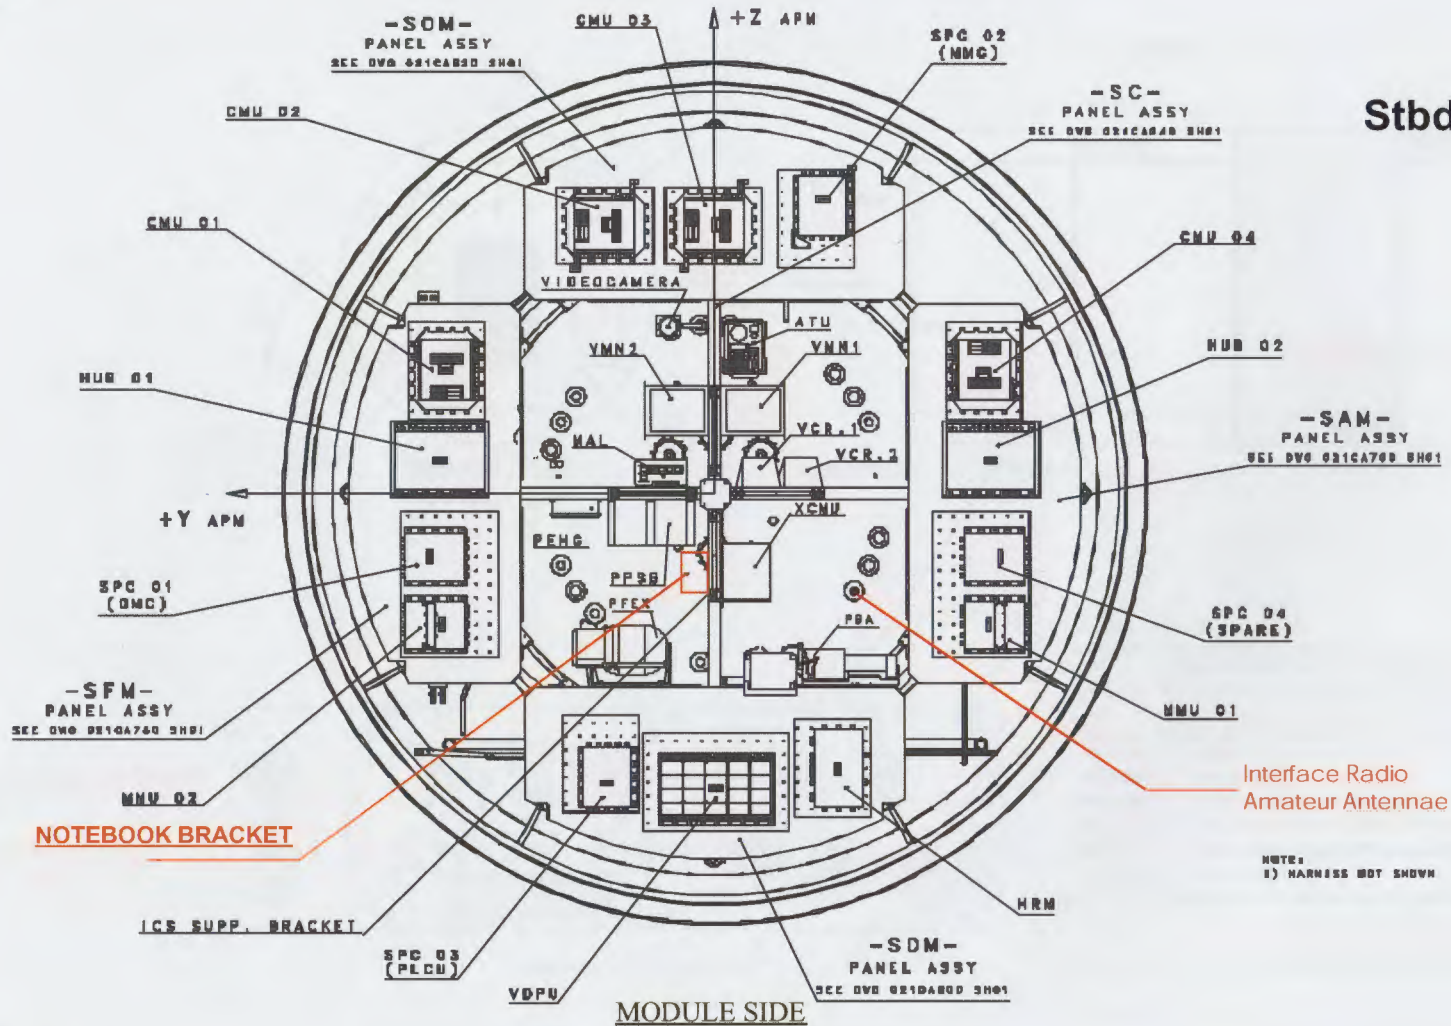 -SOM-
PANEL ASSY
CMU 03
+Z APM
SPC 02
(MMC)
-SC-
PANEL ASSY
Stbd
CMU 02
CMU 01
CMU 04
VIDEOCAMERA
ATU
VMN2
VMN1
HUB 01
HUB 02
-SAM-
PANEL ASSY
MAL
VCR.1
VCR.2
+Y APM
XCMU
PEHG
PPSB
SPC 01
(DMC)
PFEX
PBA
SPC 04
(SPARE)
-SFM-
PANEL ASSY
MMU 01
MMU 02
Interface Radio
Amateur Antennae
NOTEBOOK BRACKET
NOTE:
1) HARNESS NOT SHOWN
HRM
ICS SUPP. BRACKET
SPC 03
(PLCU)
-SDM-
PANEL ASSY
VDPU
MODULE SIDE